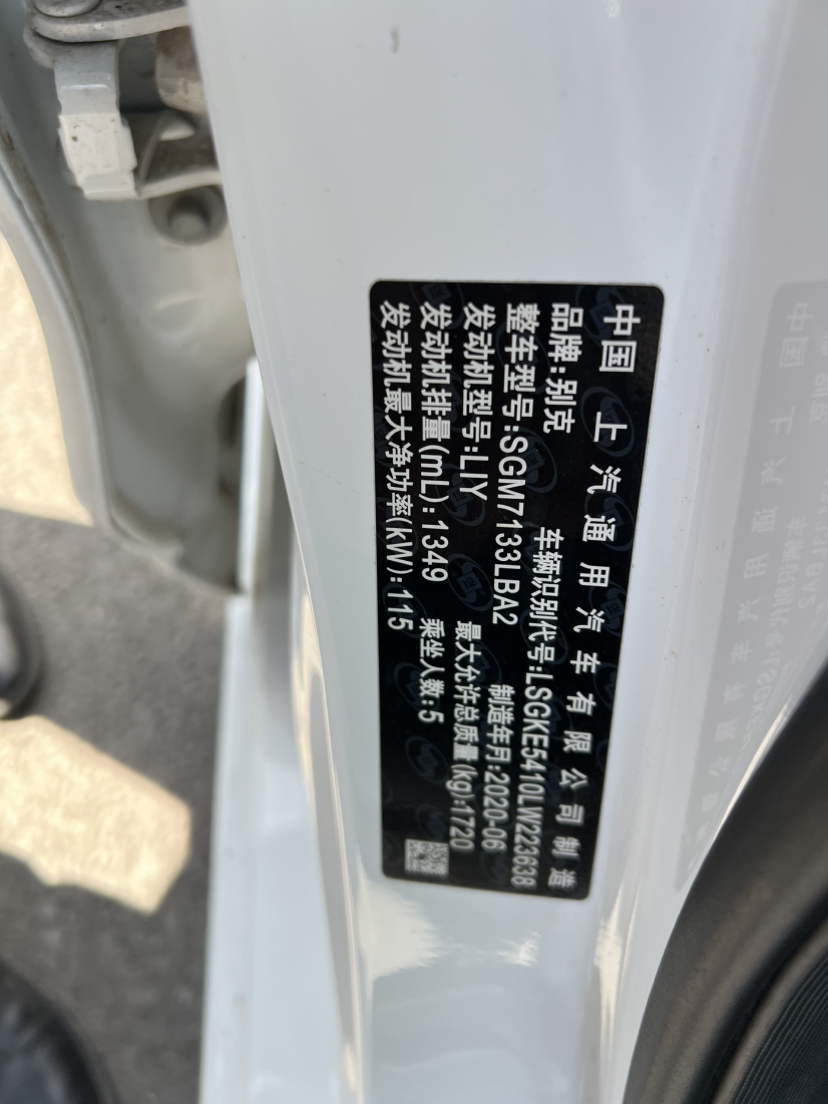 中国 上汽通用汽车有限公司制造
品牌:别克 车辆识别代号:LSGKE5410LW223638
整车型号:SGM7133LBA2 制造年月:2020-06
发动机型号:LIY 最大允许总质量(kg):1720
发动机排量(mL):1349 乘坐人数:5
发动机最大净功率(kW):115